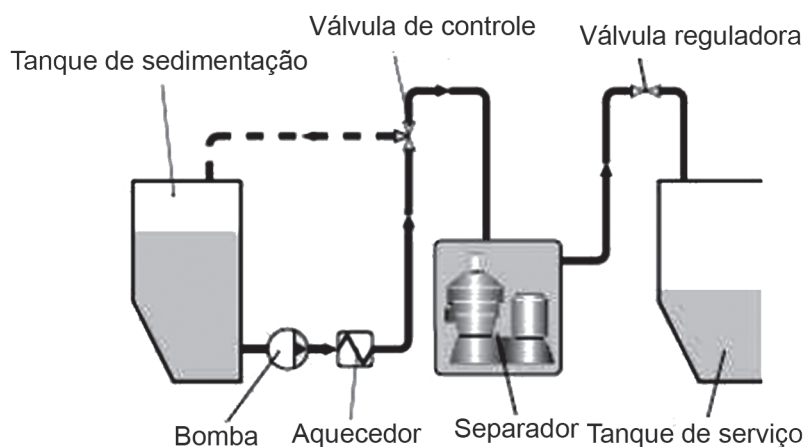 Válvula de controle
Válvula reguladora
Tanque de sedimentação
Bomba
Aquecedor
Separador
Tanque de serviço